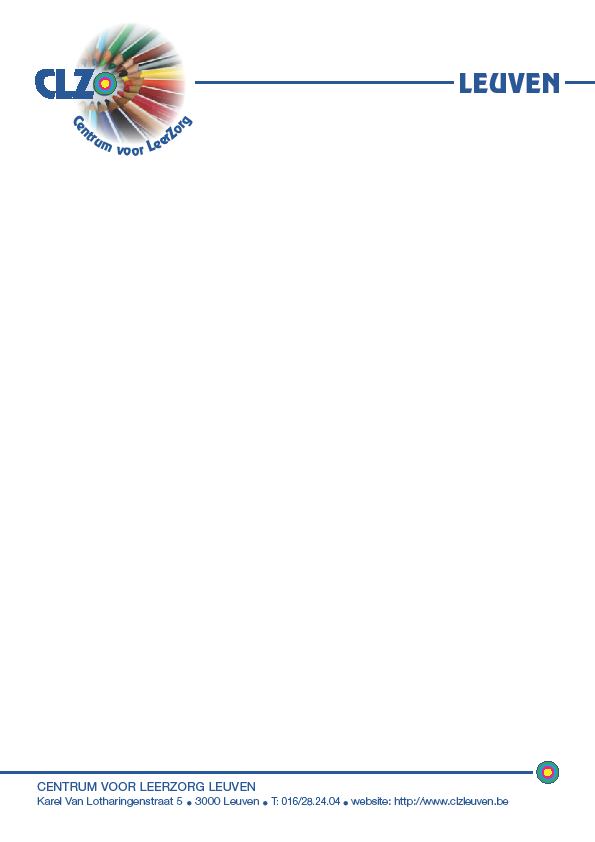 CLZ
LEUVEN
Centrum voor LeerZorg
CENTRUM VOOR LEERZORG LEUVEN
Karel Van Lotharingenstraat 5 ● 3000 Leuven ● T: 016/28.24.04 ● website: http://www.clzleuven.be